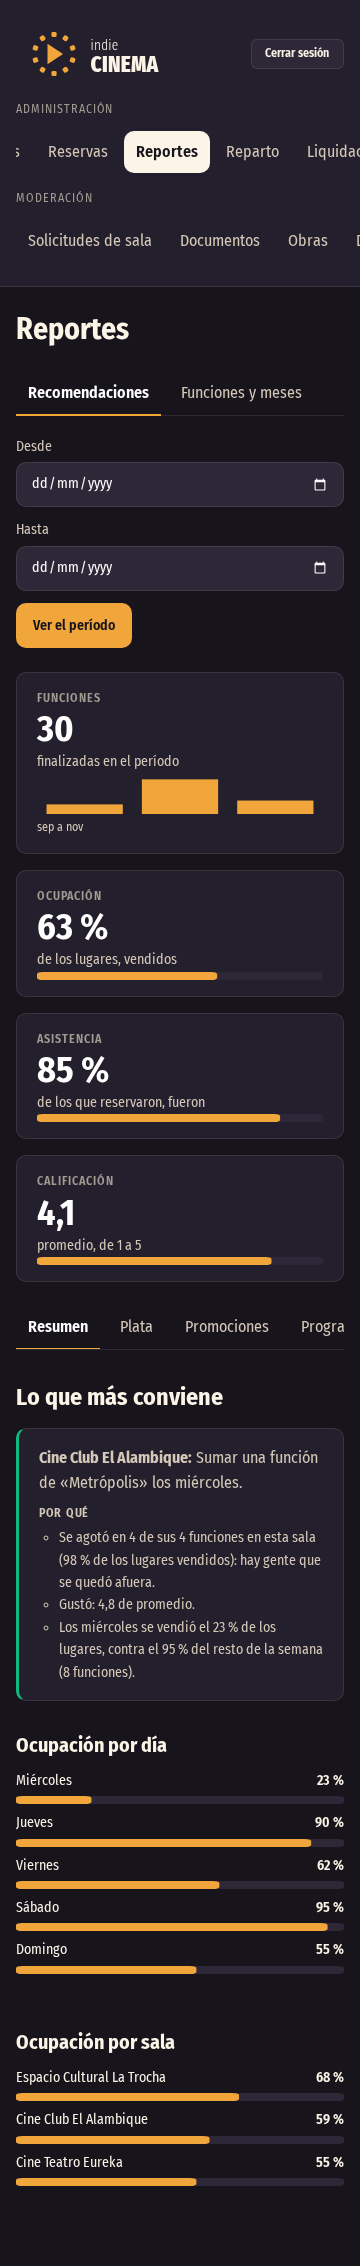 indie
CINEMA
Cerrar sesión
ADMINISTRACIÓN
s Reservas Reportes Reparto Liquidac
MODERACIÓN
Solicitudes de sala Documentos Obras D
Reportes
Recomendaciones Funciones y meses
Desde
dd/mm/yyyy
Hasta
dd/mm/yyyy
Ver el período
FUNCIONES
30
finalizadas en el período
sep a nov
OCUPACIÓN
63 %
de los lugares, vendidos
ASISTENCIA
85 %
de los que reservaron, fueron
CALIFICACIÓN
4,1
promedio, de 1 a 5
Resumen Plata Promociones Progra
Lo que más conviene
Cine Club El Alambique: Sumar una función
de «Metrópolis» los miércoles.
POR QUÉ
Se agotó en 4 de sus 4 funciones en esta sala
(98 % de los lugares vendidos): hay gente que
se quedó afuera.
Gustó: 4,8 de promedio.
Los miércoles se vendió el 23 % de los
lugares, contra el 95 % del resto de la semana
(8 funciones).
Ocupación por día
Miércoles 23 %
Jueves 90 %
Viernes 62 %
Sábado 95 %
Domingo 55 %
Ocupación por sala
Espacio Cultural La Trocha 68 %
Cine Club El Alambique 59 %
Cine Teatro Eureka 55 %